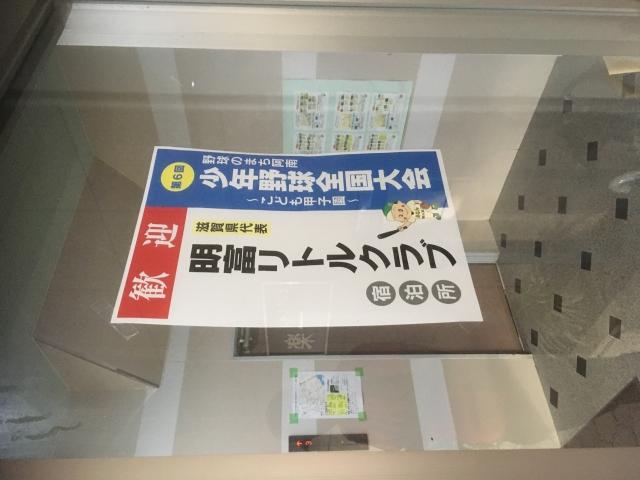 野球のまち阿南
第6回
少年野球全国大会
～こども甲子園～
歓迎
滋賀県代表
明富リトルクラブ
宿泊所
楽
3